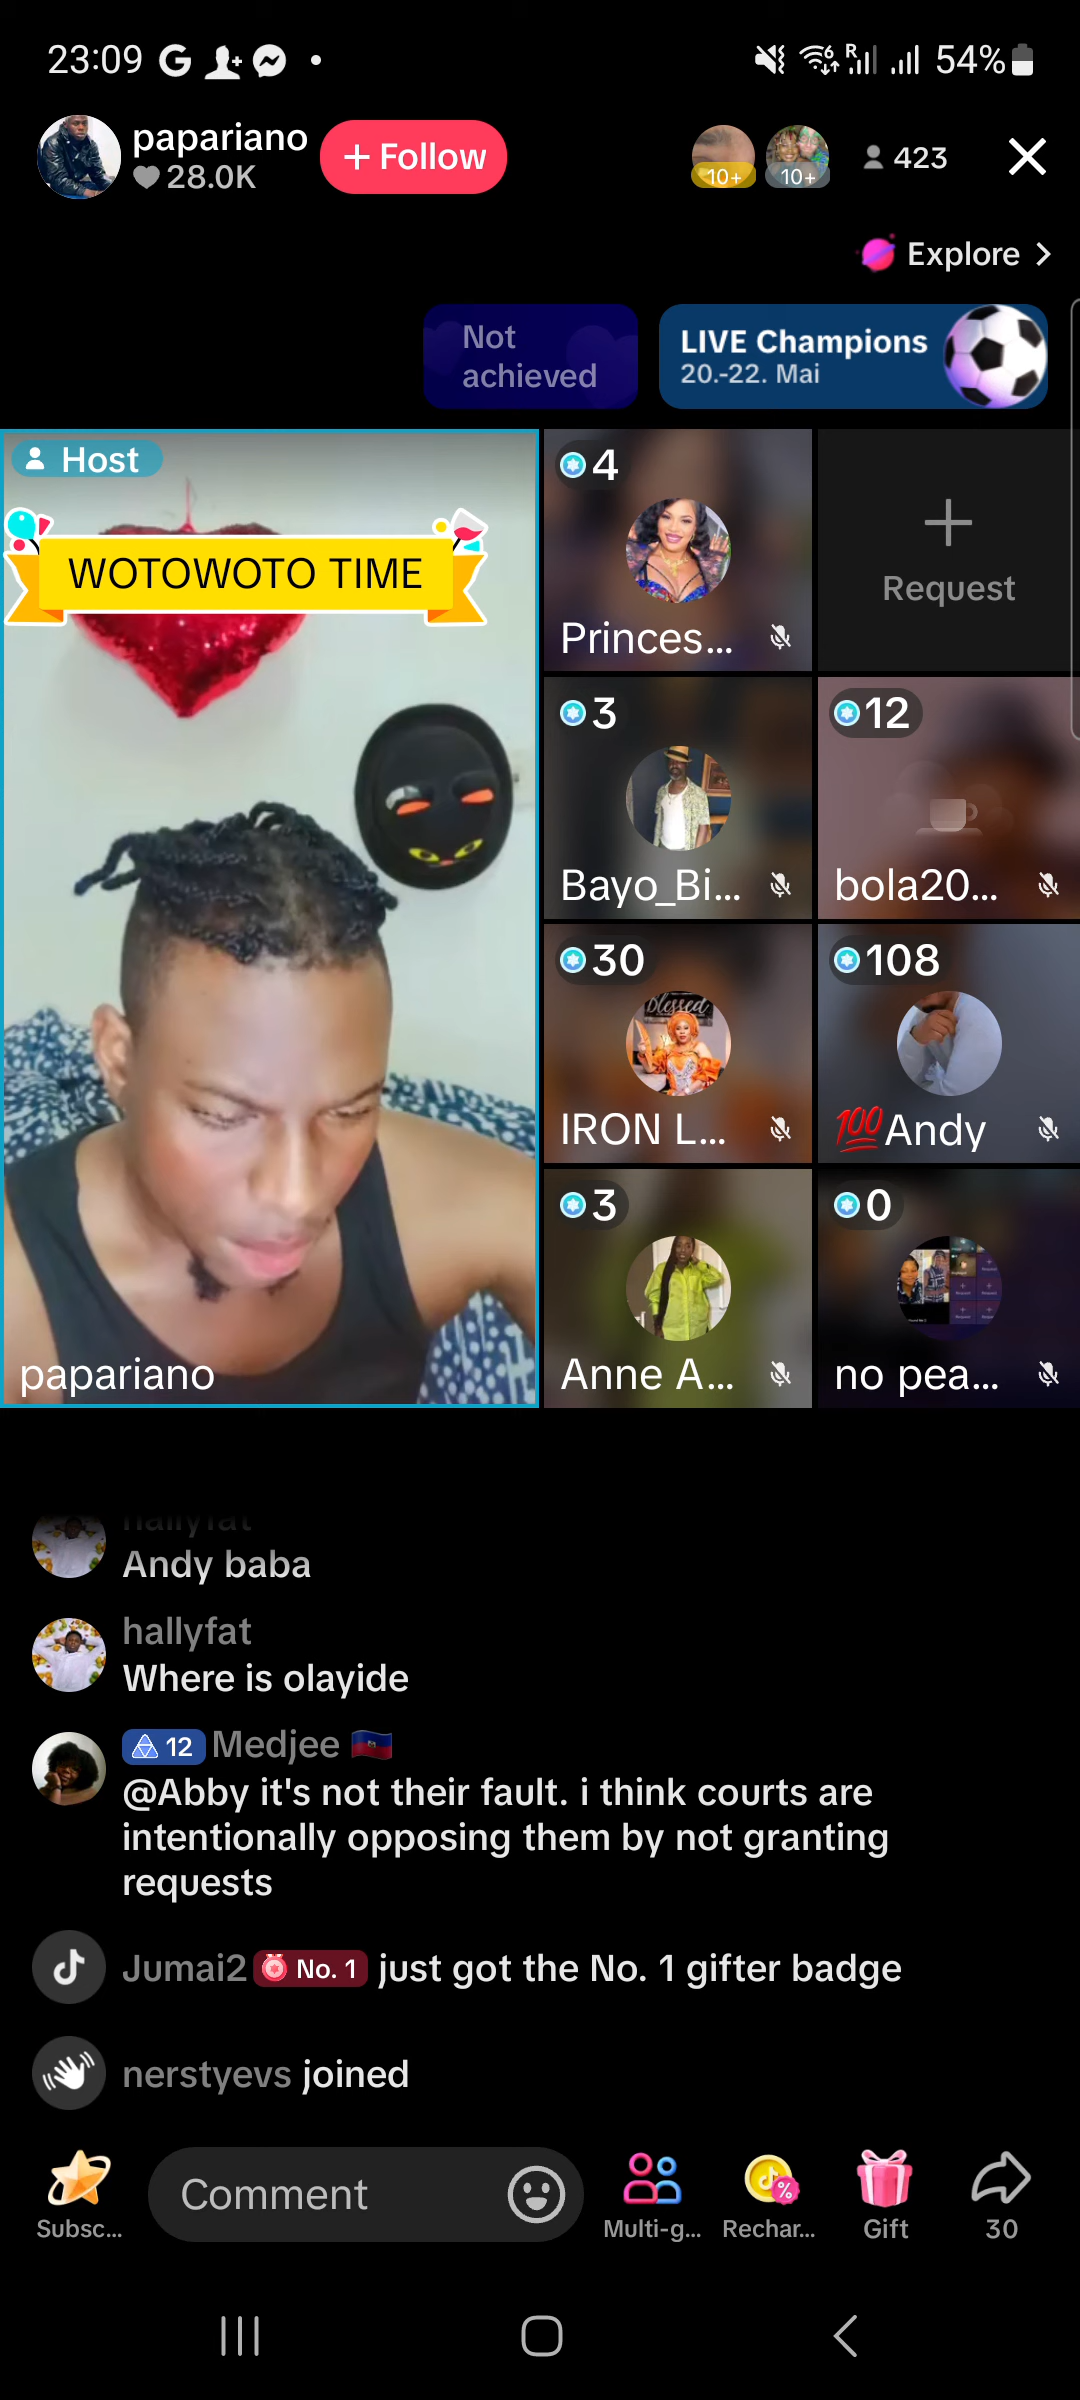 23:09
54%
papariano
28.0K
+ Follow
10+
10+
423
Explore
Not
achieved
LIVE Champions
20.-22. Mai
Host
WOTOWOTO TIME
papariano
4
Princes...
Request
3
Bayo_Bi...
12
bola20...
30
Blessed
IRON L...
108
💯Andy
3
Anne A...
0
no pea...
hallyfat
Andy baba
hallyfat
Where is olayide
12 Medjee 🇭🇹
@Abby it's not their fault. i think courts are
intentionally opposing them by not granting
requests
Jumai2 No. 1 just got the No. 1 gifter badge
nerstyevs joined
Comment
Subsc...
Multi-g...
Rechar...
Gift
30